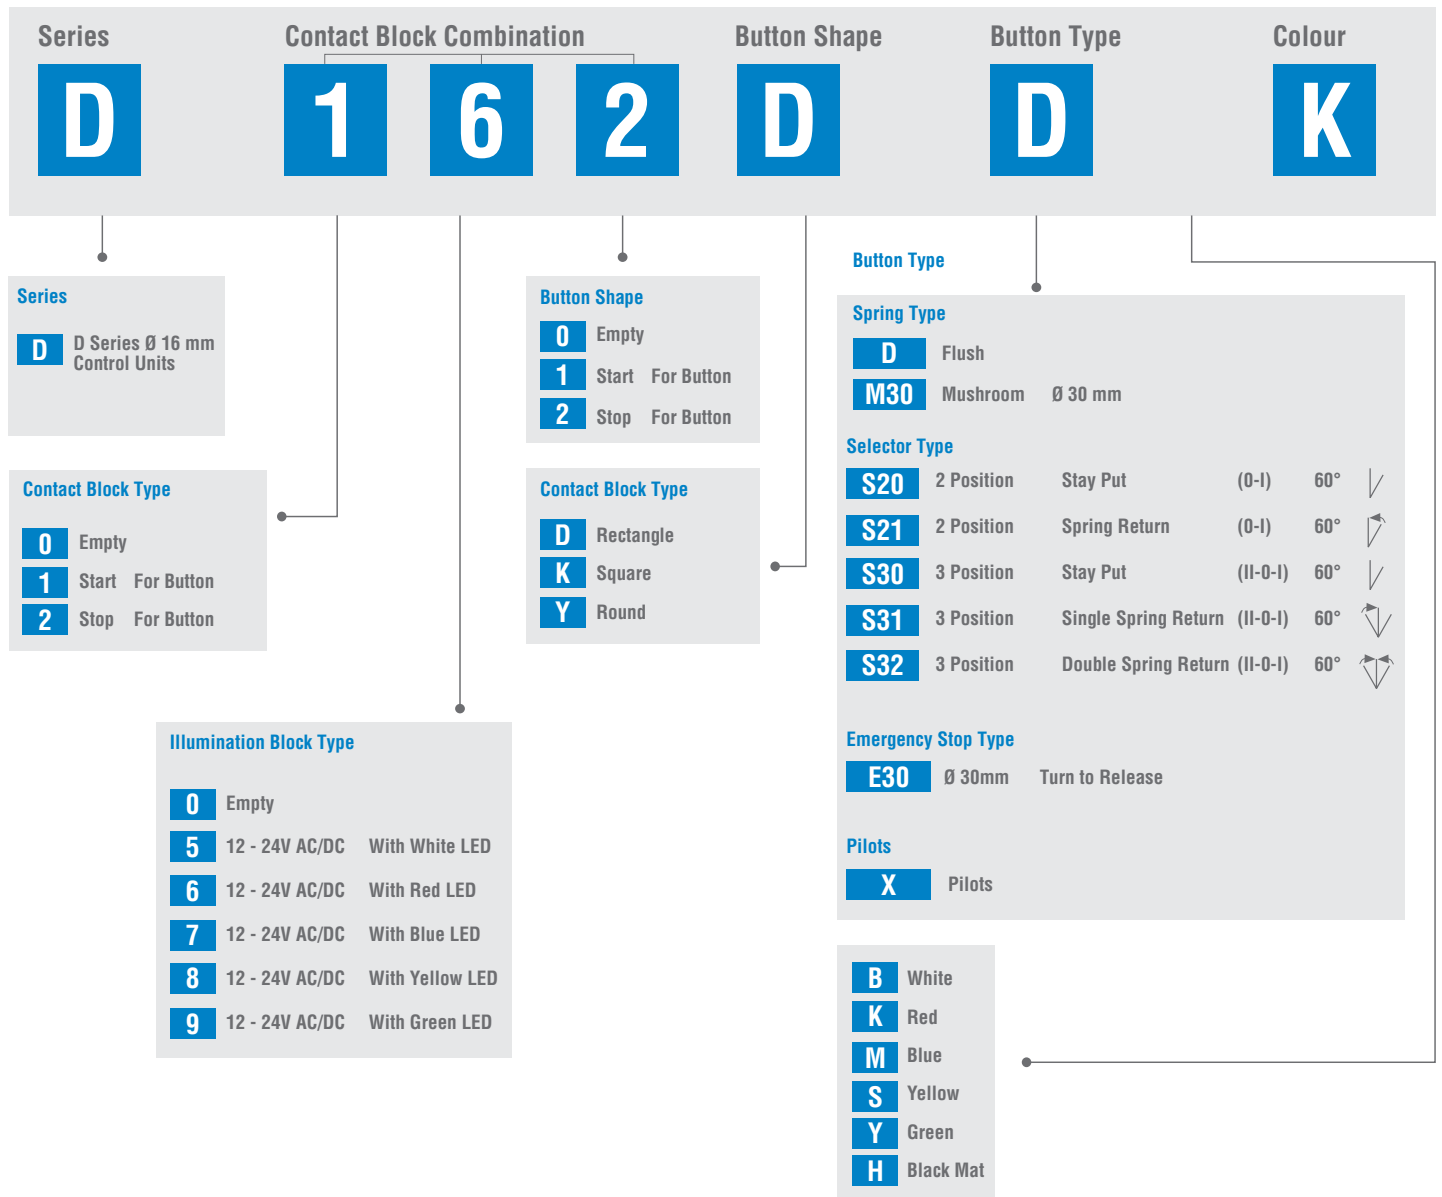 Series
Contact Block Combination
Button Shape
Button Type
Colour
D
1
6
2
D
D
K
Series
D D Series Ø 16 mm
Control Units
Contact Block Type
0 Empty
1 Start For Button
2 Stop For Button
Illumination Block Type
0 Empty
5 12 - 24V AC/DC With White LED
6 12 - 24V AC/DC With Red LED
7 12 - 24V AC/DC With Blue LED
8 12 - 24V AC/DC With Yellow LED
9 12 - 24V AC/DC With Green LED
Button Shape
0 Empty
1 Start For Button
2 Stop For Button
Contact Block Type
D Rectangle
K Square
Y Round
Button Type
Spring Type
D Flush
M30 Mushroom Ø 30 mm
Selector Type
S20 2 Position Stay Put (0-I) 60°
S21 2 Position Spring Return (0-I) 60°
S30 3 Position Stay Put (II-0-I) 60°
S31 3 Position Single Spring Return (II-0-I) 60°
S32 3 Position Double Spring Return (II-0-I) 60°
Emergency Stop Type
E30 Ø 30mm Turn to Release
Pilots
X Pilots
B White
K Red
M Blue
S Yellow
Y Green
H Black Mat